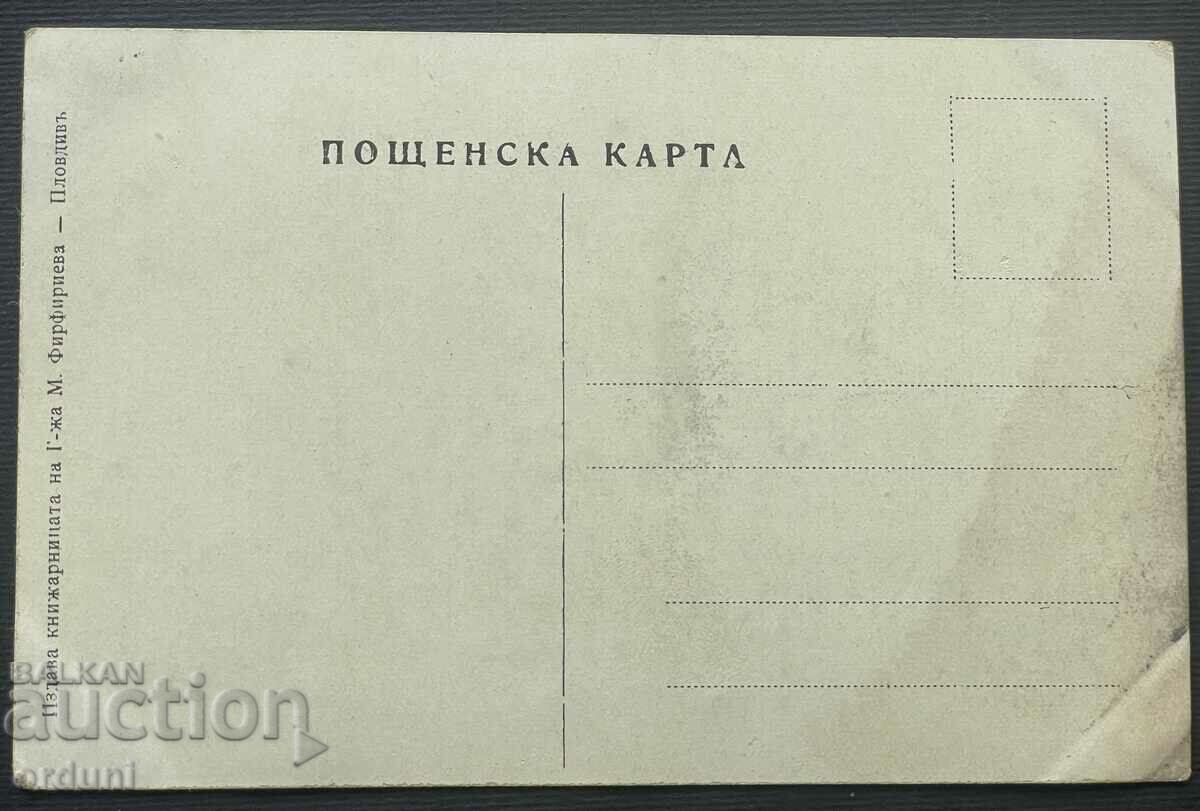 ПОЩЕНСКА КАРТА
Издава книжарницата на Г-жа М. Фирфириева — Пловдивъ
BALKAN
auction
orduni